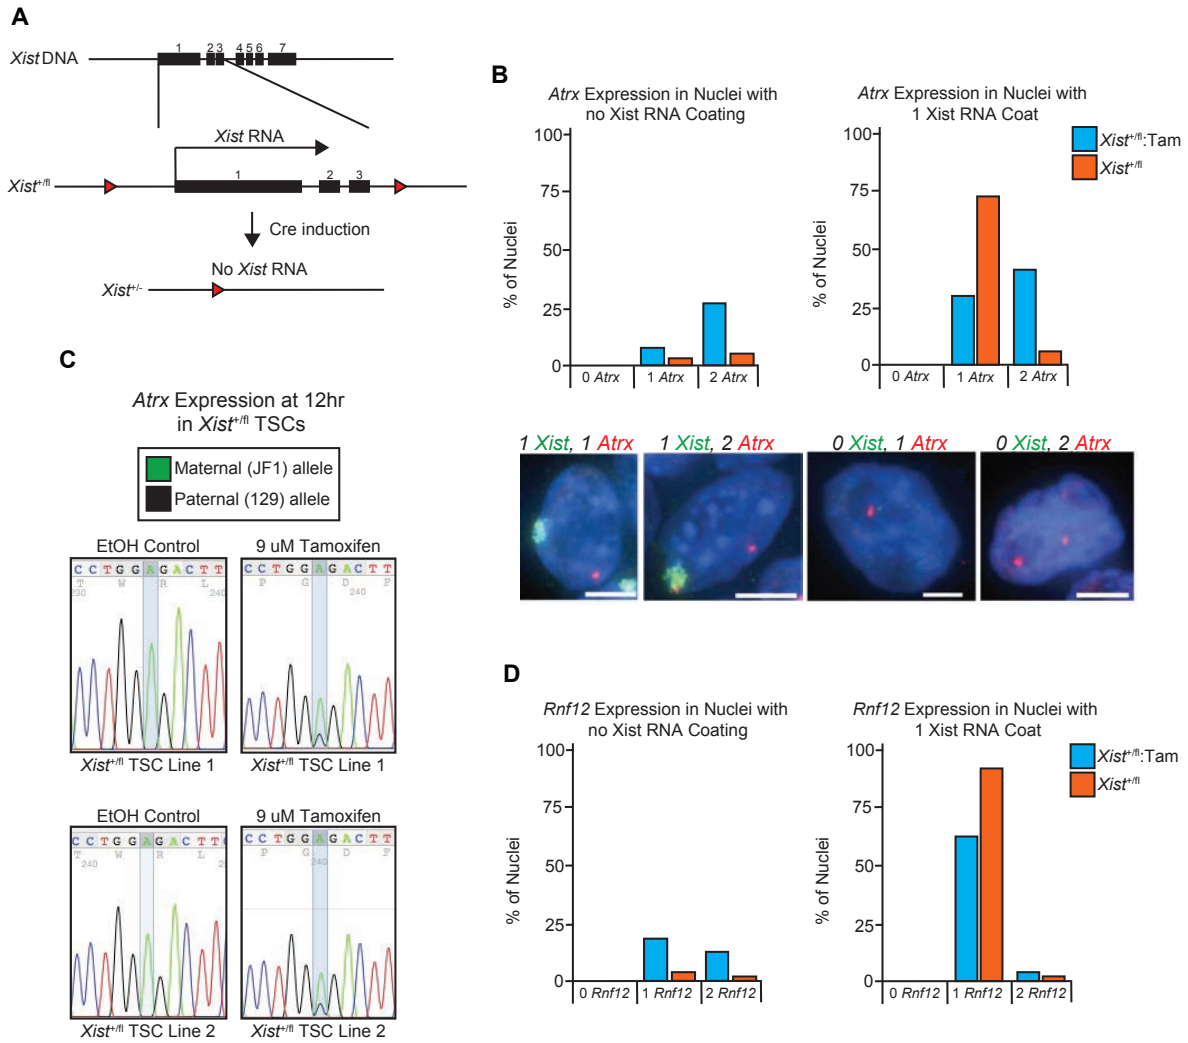 A
Xist DNA
1 2 3 4 5 6 7
Xist RNA
Xist+/fl
1 2 3
Cre induction
No Xist RNA
Xist+/-
B
Atrx Expression in Nuclei with
no Xist RNA Coating
100
75
50
25
0
% of Nuclei
0 Atrx 1 Atrx 2 Atrx
Atrx Expression in Nuclei with
1 Xist RNA Coat
100
75
50
25
0
% of Nuclei
0 Atrx 1 Atrx 2 Atrx
Xist+/fl:Tam
Xist+/fl
1 Xist, 1 Atrx
1 Xist, 2 Atrx
0 Xist, 1 Atrx
0 Xist, 2 Atrx
C
Atrx Expression at 12hr
in Xist+/fl TSCs
Maternal (JF1) allele
Paternal (129) allele
EtOH Control
C C T G G A G A C T T
T W R L
230 240
Xist+/fl TSC Line 1
9 uM Tamoxifen
C C T G G A G A C T T
P G D F
240
Xist+/fl TSC Line 1
EtOH Control
C C T G G A G A C T T
T W R L
240
Xist+/fl TSC Line 2
9 uM Tamoxifen
C C T G G A G A C T T
P G D F
240
Xist+/fl TSC Line 2
D
Rnf12 Expression in Nuclei with
no Xist RNA Coating
100
75
50
25
0
% of Nuclei
0 Rnf12 1 Rnf12 2 Rnf12
Rnf12 Expression in Nuclei with
1 Xist RNA Coat
100
75
50
25
0
% of Nuclei
0 Rnf12 1 Rnf12 2 Rnf12
Xist+/fl:Tam
Xist+/fl